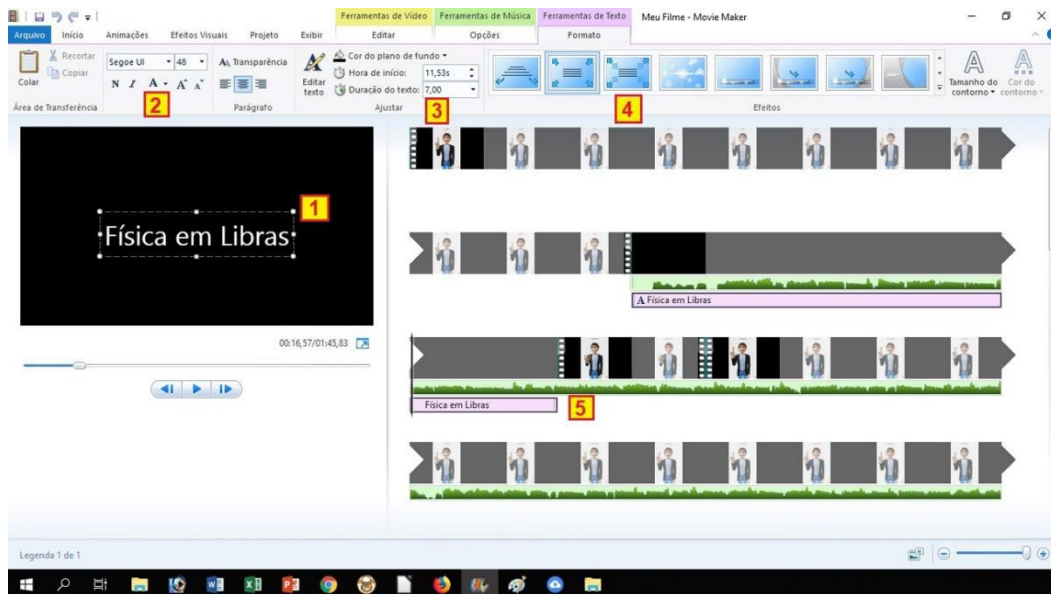 Ferramentas de Vídeo Ferramentas de Música Ferramentas de Texto Meu Filme - Movie Maker
Arquivo Início Animações Efeitos Visuais Projeto Exibir Editar Opções Formato
Colar
Recortar
Copiar
Área de Transferência
Segoe UI 48
N I A A A
2
Transparência
Parágrafo
Editar texto
Cor do plano de fundo
Hora de início: 11,53s
Duração do texto: 7,00
Ajustar
3
4
Efeitos
Tamanho do contorno
Cor do contorno
1
Física em Libras
00:16,57/01:45,83
A Física em Libras
Física em Libras
5
Legenda 1 de 1